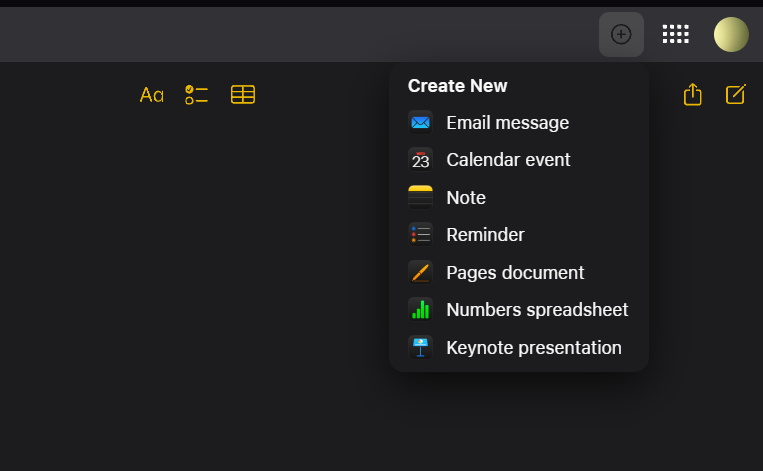 Aa
Create New
Email message
23
Calendar event
Note
Reminder
Pages document
Numbers spreadsheet
Keynote presentation